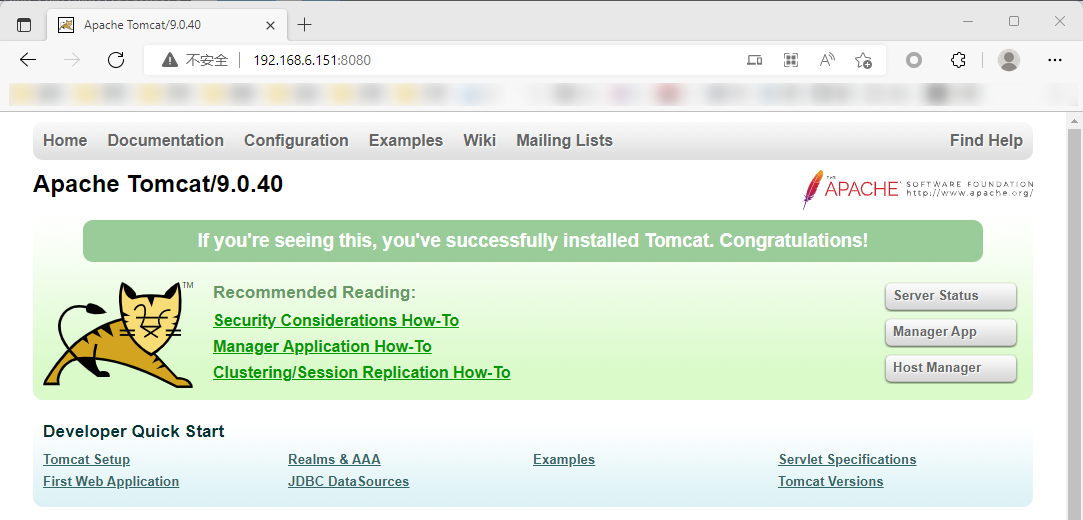 Apache Tomcat/9.0.40
不安全 192.168.6.151:8080
Home Documentation Configuration Examples Wiki Mailing Lists Find Help
Apache Tomcat/9.0.40
THE APACHE SOFTWARE FOUNDATION
http://www.apache.org/
If you're seeing this, you've successfully installed Tomcat. Congratulations!
TM
Recommended Reading:
Security Considerations How-To
Manager Application How-To
Clustering/Session Replication How-To
Server Status
Manager App
Host Manager
Developer Quick Start
Tomcat Setup Realms & AAA Examples Servlet Specifications
First Web Application JDBC DataSources Tomcat Versions